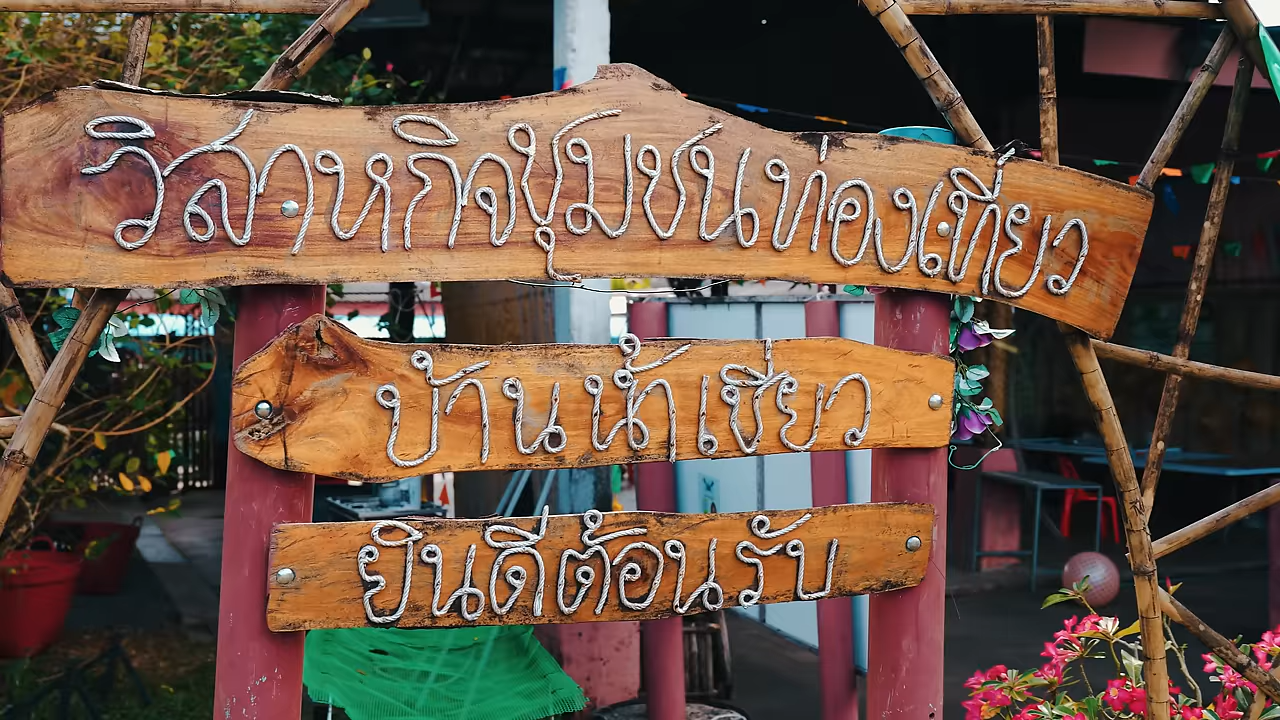 วิสาหกิจชุมชนท่องเที่ยว
บ้านน้ำเชี่ยว
ยินดีต้อนรับ